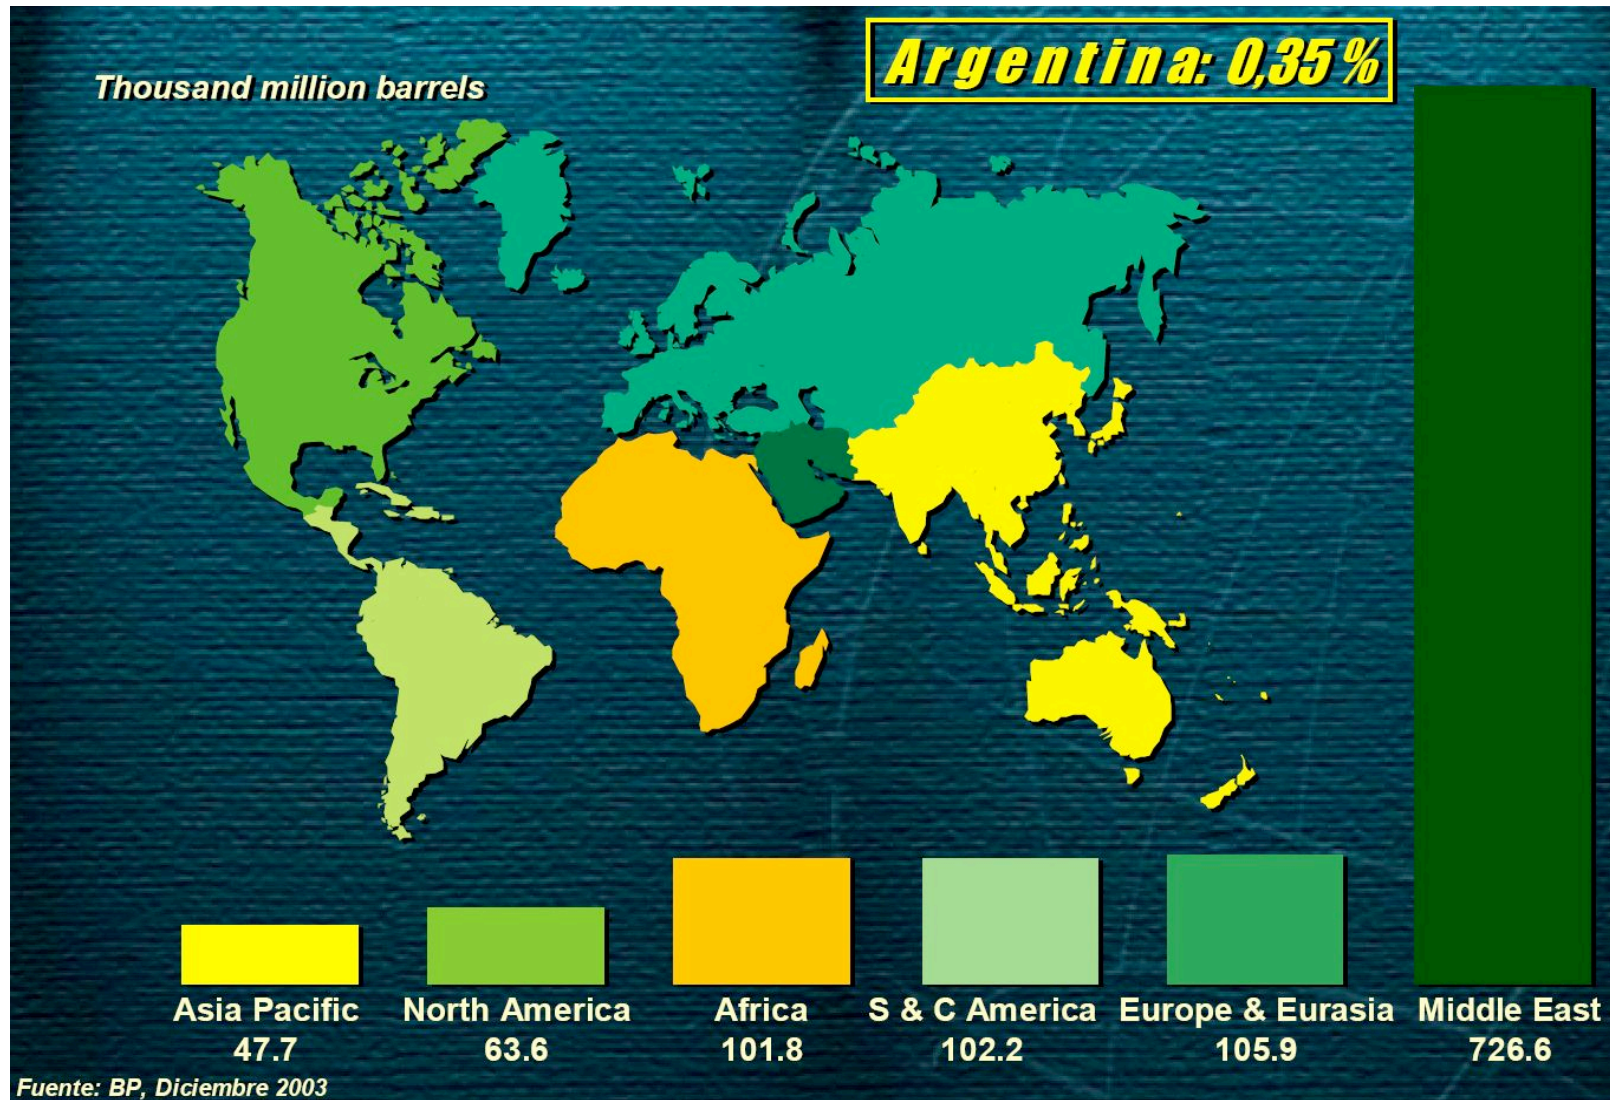 Argentina: 0,35%
Thousand million barrels
Asia Pacific
47.7
North America
63.6
Africa
101.8
S & C America
102.2
Europe & Eurasia
105.9
Middle East
726.6
Fuente: BP, Diciembre 2003